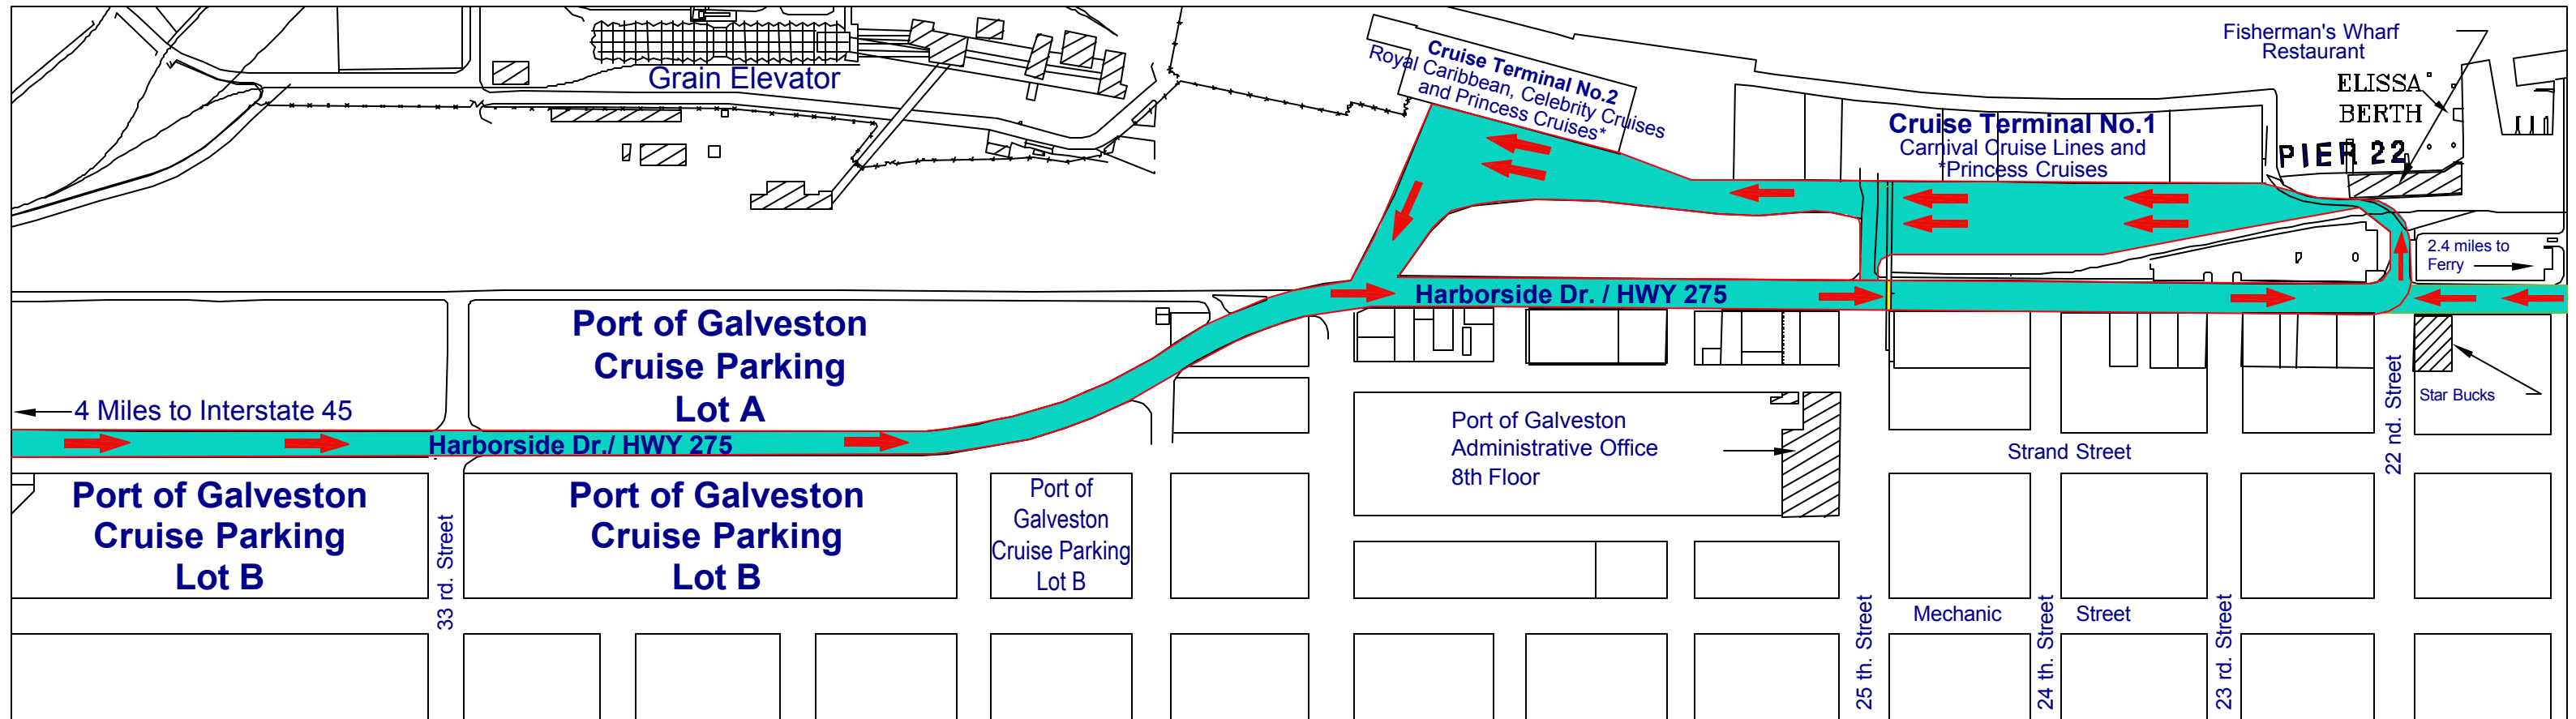 Grain Elevator
Cruise Terminal No.2
Royal Caribbean, Celebrity Cruises
and Princess Cruises*
Cruise Terminal No.1
Carnival Cruise Lines and
*Princess Cruises
Fisherman's Wharf
Restaurant
ELISSA
BERTH
PIER 22
2.4 miles to
Ferry
Harborside Dr. / HWY 275
Port of Galveston
Cruise Parking
Lot A
4 Miles to Interstate 45
Harborside Dr./ HWY 275
Star Bucks
22 nd. Street
Port of Galveston
Administrative Office
8th Floor
Strand Street
Port of Galveston
Cruise Parking
Lot B
33 rd. Street
Port of Galveston
Cruise Parking
Lot B
Port of
Galveston
Cruise Parking
Lot B
25 th. Street
Mechanic
24 th. Street
Street
23 rd. Street